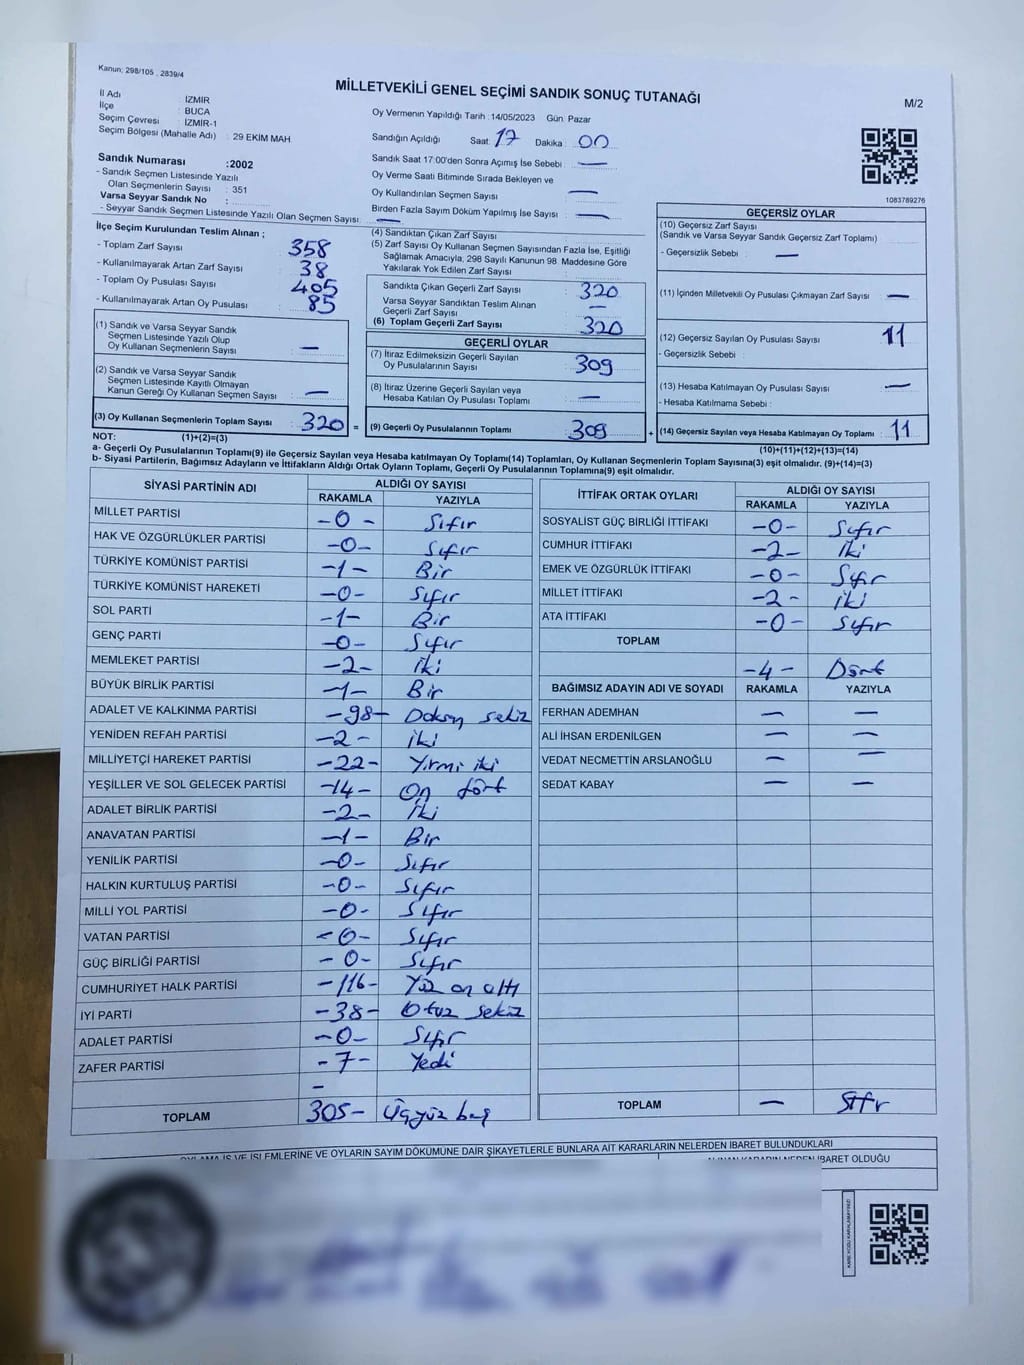 Kanun; 298/105 , 2839/4
MİLLETVEKİLİ GENEL SEÇİMİ SANDIK SONUÇ TUTANAĞI
M/2
İl Adı : İZMİR
İlçe : BUCA
Seçim Çevresi : İZMİR-1
Seçim Bölgesi (Mahalle Adı) : 29 EKİM MAH
Sandık Numarası :2002
- Sandık Seçmen Listesinde Yazılı
Olan Seçmenlerin Sayısı : 351
Varsa Seyyar Sandık No :
- Seyyar Sandık Seçmen Listesinde Yazılı Olan Seçmen Sayısı: —
Oy Vermenin Yapıldığı Tarih :14/05/2023 Gün: Pazar
Sandığın Açıldığı Saat: 17 Dakika: 00
Sandık Saat 17:00'den Sonra Açımış İse Sebebi : —
Oy Verme Saati Bitiminde Sırada Bekleyen ve
Oy Kullandırılan Seçmen Sayısı : —
Birden Fazla Sayım Döküm Yapılmış İse Sayısı : —
1083789276
İlçe Seçim Kurulundan Teslim Alınan ;
- Toplam Zarf Sayısı : 358
- Kullanılmayarak Artan Zarf Sayısı : 38
- Toplam Oy Pusulası Sayısı : 405
- Kullanılmayarak Artan Oy Pusulası : 85
(1) Sandık ve Varsa Seyyar Sandık
Seçmen Listesinde Yazılı Olup
Oy Kullanan Seçmenlerin Sayısı : —
(2) Sandık ve Varsa Seyyar Sandık
Seçmen Listesinde Kayıtlı Olmayan
Kanun Gereği Oy Kullanan Seçmen Sayısı : —
(3) Oy Kullanan Seçmenlerin Toplam Sayısı : 320 =
(4) Sandıktan Çıkan Zarf Sayısı :
(5) Zarf Sayısı Oy Kullanan Seçmen Sayısından Fazla İse, Eşitliği
Sağlamak Amacıyla, 298 Sayılı Kanunun 98. Maddesine Göre
Yakılarak Yok Edilen Zarf Sayısı :
Sandıkta Çıkan Geçerli Zarf Sayısı : 320
Varsa Seyyar Sandıktan Teslim Alınan
Geçerli Zarf Sayısı : —
(6) Toplam Geçerli Zarf Sayısı : 320
GEÇERLİ OYLAR
(7) İtiraz Edilmeksizin Geçerli Sayılan
Oy Pusulalarının Sayısı : 309
(8) İtiraz Üzerine Geçerli Sayılan veya
Hesaba Katılan Oy Pusulası Toplamı : —
(9) Geçerli Oy Pusulalarının Toplamı : 309 +
GEÇERSİZ OYLAR
(10) Geçersiz Zarf Sayısı
(Sandık ve Varsa Seyyar Sandık Geçersiz Zarf Toplamı) :
- Geçersizlik Sebebi : —
(11) İçinden Milletvekili Oy Pusulası Çıkmayan Zarf Sayısı : —
(12) Geçersiz Sayılan Oy Pusulası Sayısı : 11
- Geçersizlik Sebebi :
(13) Hesaba Katılmayan Oy Pusulası Sayısı : —
- Hesaba Katılmama Sebebi :
(14) Geçersiz Sayılan veya Hesaba Katılmayan Oy Toplamı : 11
NOT: (1)+(2)=(3)
(10)+(11)+(12)+(13)=(14)
a- Geçerli Oy Pusulalarının Toplamı(9) ile Geçersiz Sayılan veya Hesaba katılmayan Oy Toplamı(14) Toplamları, Oy Kullanan Seçmenlerin Toplam Sayısına(3) eşit olmalıdır. (9)+(14)=(3)
b- Siyasi Partilerin, Bağımsız Adayların ve İttifakların Aldığı Ortak Oyların Toplamı, Geçerli Oy Pusulalarının Toplamına(9) eşit olmalıdır.
SİYASİ PARTİNİN ADI ALDIĞI OY SAYISI
RAKAMLA YAZIYLA
MİLLET PARTİSİ -0- Sıfır
HAK VE ÖZGÜRLÜKLER PARTİSİ -0- Sıfır
TÜRKİYE KOMÜNİST PARTİSİ -1- Bir
TÜRKİYE KOMÜNİST HAREKETİ -0- Sıfır
SOL PARTİ -1- Bir
GENÇ PARTİ -0- Sıfır
MEMLEKET PARTİSİ -2- İki
BÜYÜK BİRLİK PARTİSİ -1- Bir
ADALET VE KALKINMA PARTİSİ -98- Doksan sekiz
YENİDEN REFAH PARTİSİ -2- iki
MİLLİYETÇİ HAREKET PARTİSİ -22- Yirmi iki
YEŞİLLER VE SOL GELECEK PARTİSİ -14- On dört
ADALET BİRLİK PARTİSİ -2- İki
ANAVATAN PARTİSİ -1- Bir
YENİLİK PARTİSİ -0- Sıfır
HALKIN KURTULUŞ PARTİSİ -0- Sıfır
MİLLİ YOL PARTİSİ -0- Sıfır
VATAN PARTİSİ -0- Sıfır
GÜÇ BİRLİĞİ PARTİSİ -0- Sıfır
CUMHURİYET HALK PARTİSİ -116- Yüz on altı
İYİ PARTİ -38- Otuz sekiz
ADALET PARTİSİ -0- Sıfır
ZAFER PARTİSİ -7- Yedi
-
TOPLAM 305- Üçyüz beş
İTTİFAK ORTAK OYLARI ALDIĞI OY SAYISI
RAKAMLA YAZIYLA
SOSYALİST GÜÇ BİRLİĞİ İTTİFAKI -0- Sıfır
CUMHUR İTTİFAKI -2- İki
EMEK VE ÖZGÜRLÜK İTTİFAKI -0- Sıfır
MİLLET İTTİFAKI -2- iki
ATA İTTİFAKI -0- Sıfır
TOPLAM -4- Dört
BAĞIMSIZ ADAYIN ADI VE SOYADI RAKAMLA YAZIYLA
FERHAN ADEMHAN — —
ALİ İHSAN ERDENİLGEN — —
VEDAT NECMETTİN ARSLANOĞLU — —
SEDAT KABAY — —
TOPLAM — Sıfır
OYLAMA İŞ VE İŞLEMLERİNE VE OYLARIN SAYIM DÖKÜMÜNE DAİR ŞİKAYETLERLE BUNLARA AİT KARARLARIN NELERDEN İBARET BULUNDUKLARI
ALINAN KARARIN NEDEN İBARET OLDUĞU